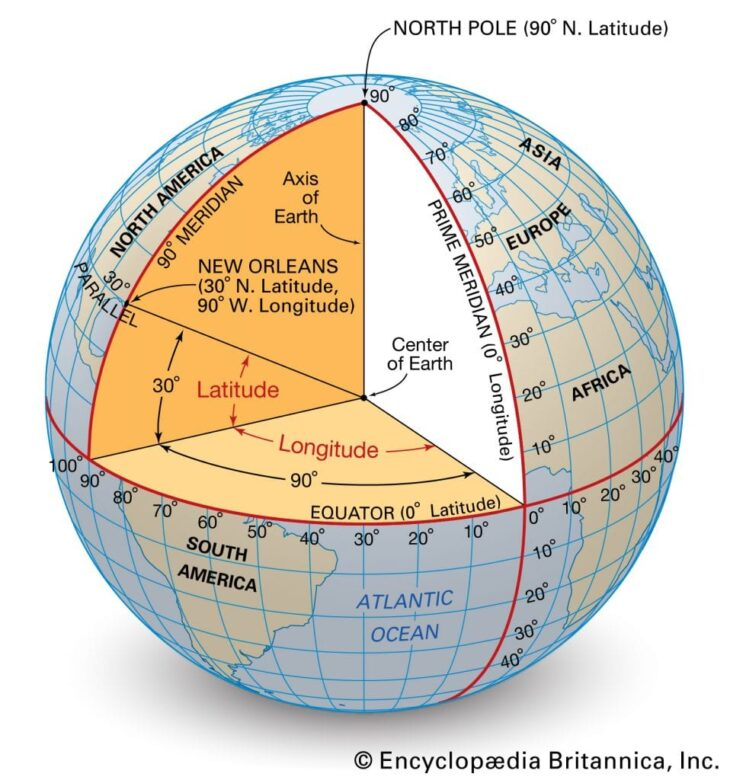 NORTH POLE (90° N. Latitude)
90°
80°
70°
60°
50°
40°
30°
20°
10°
ASIA
EUROPE
AFRICA
NORTH AMERICA
90° MERIDIAN
Axis
of
Earth
PRIME MERIDIAN (0° Longitude)
NEW ORLEANS
(30° N. Latitude,
90° W. Longitude)
30°
PARALLEL
Center
of Earth
30°
Latitude
Longitude
90°
EQUATOR (0° Latitude)
100°
90°
80°
70°
60°
50°
40°
30°
20°
10°
0°
10°
20°
30°
40°
10°
20°
30°
40°
SOUTH
AMERICA
ATLANTIC
OCEAN
© Encyclopædia Britannica, Inc.